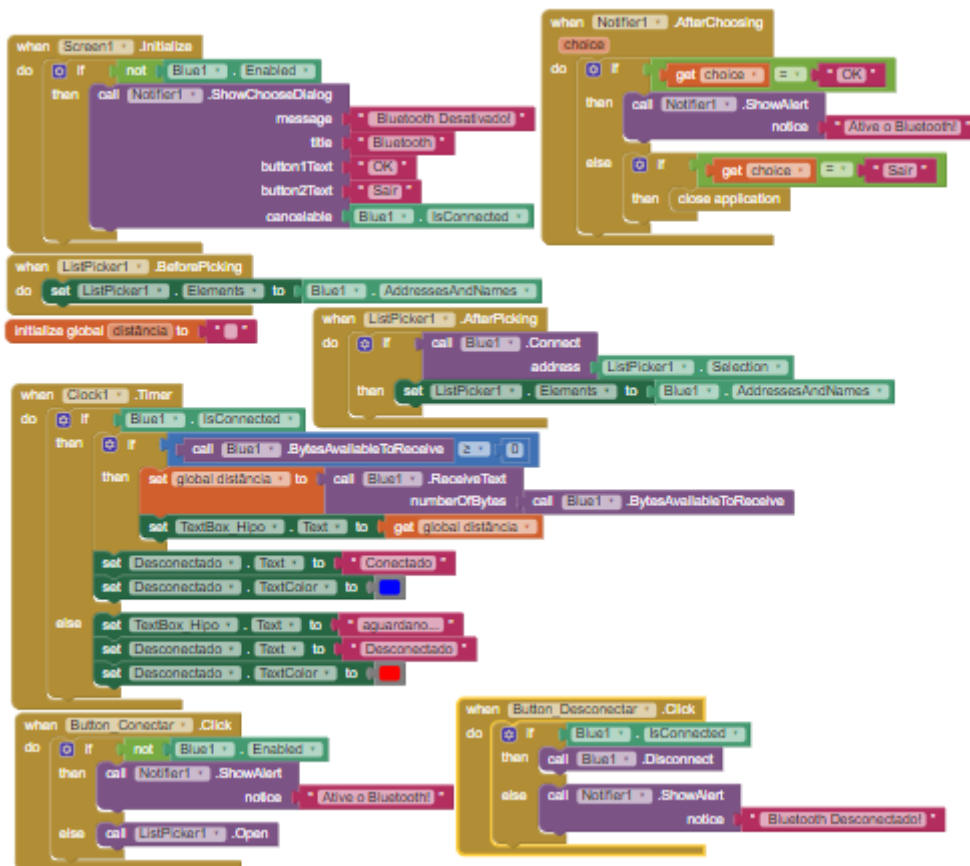 when Screen1 .Initialize
do if not Blue1 . Enabled
then call Notifier1 .ShowChooseDialog
message " Bluetooth Desativado! "
title " Bluetooth "
button1Text " OK "
button2Text " Sair "
cancelable Blue1 . IsConnected
when Notifier1 .AfterChoosing
choice
do if get choice = " OK "
then call Notifier1 .ShowAlert
notice " Ative o Bluetooth! "
else if get choice = " Sair "
then close application
when ListPicker1 .BeforePicking
do set ListPicker1 . Elements to Blue1 . AddressesAndNames
initialize global distância to " "
when ListPicker1 .AfterPicking
do if call Blue1 .Connect
address ListPicker1 . Selection
then set ListPicker1 . Elements to Blue1 . AddressesAndNames
when Clock1 .Timer
do if Blue1 . IsConnected
then if call Blue1 .BytesAvailableToReceive ≥ 0
then set global distância to call Blue1 .ReceiveText
numberOfBytes call Blue1 .BytesAvailableToReceive
set TextBox_Hipo . Text to get global distância
set Desconectado . Text to " Conectado "
set Desconectado . TextColor to
else set TextBox_Hipo . Text to " aguardano... "
set Desconectado . Text to " Desconectado "
set Desconectado . TextColor to
when Button_Conectar .Click
do if not Blue1 . Enabled
then call Notifier1 .ShowAlert
notice " Ative o Bluetooth! "
else call ListPicker1 .Open
when Button_Desconectar .Click
do if Blue1 . IsConnected
then call Blue1 .Disconnect
else call Notifier1 .ShowAlert
notice " Bluetooth Desconectado! "